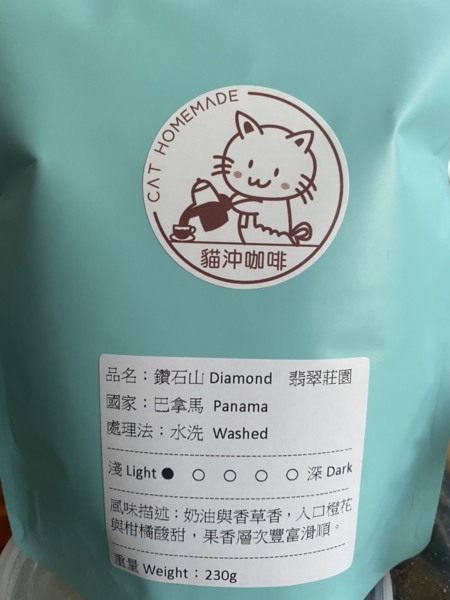 CAT HOMEMADE
貓沖咖啡
品名：鑽石山 Diamond 翡翠莊園
國家：巴拿馬 Panama
處理法：水洗 Washed
淺 Light ● ○ ○ ○ ○ 深 Dark
風味描述：奶油與香草香，入口橙花
與柑橘酸甜，果香層次豐富滑順。
重量 Weight：230g